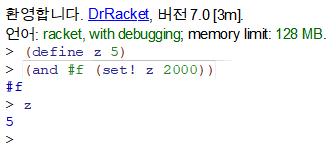 환영합니다. DrRacket, 버전 7.0 [3m].
언어: racket, with debugging; memory limit: 128 MB.
> (define z 5)
> (and #f (set! z 2000))
#f
> z
5
>